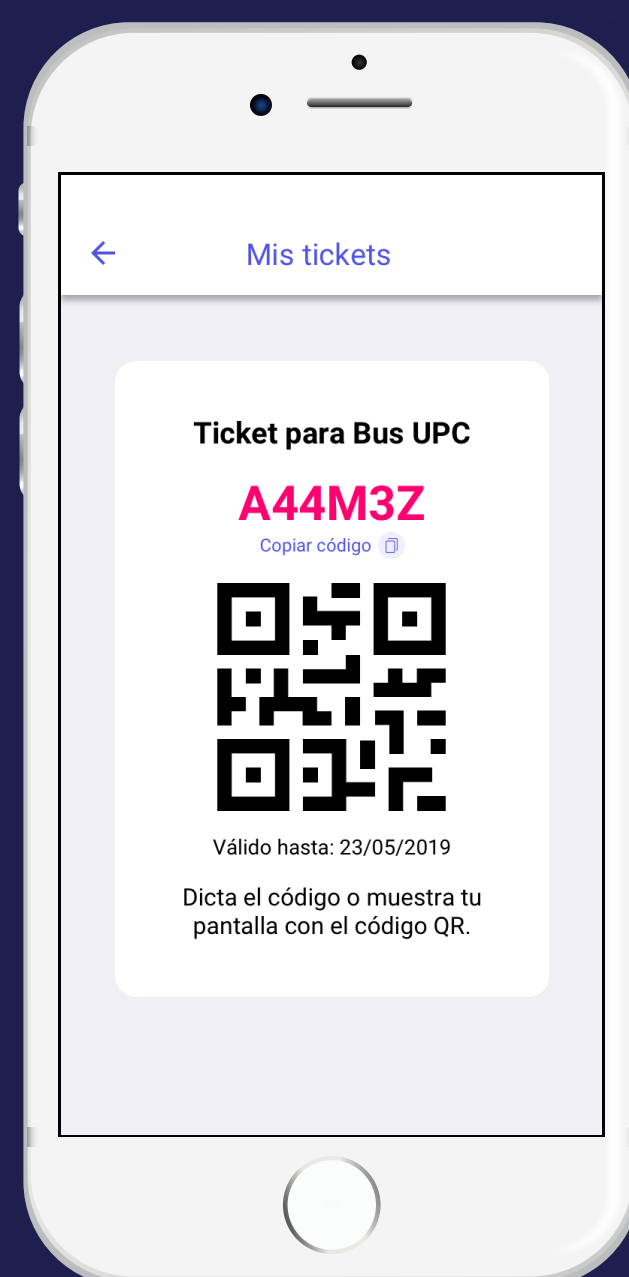 Mis tickets
Ticket para Bus UPC
A44M3Z
Copiar código
Válido hasta: 23/05/2019
Dicta el código o muestra tu
pantalla con el código QR.